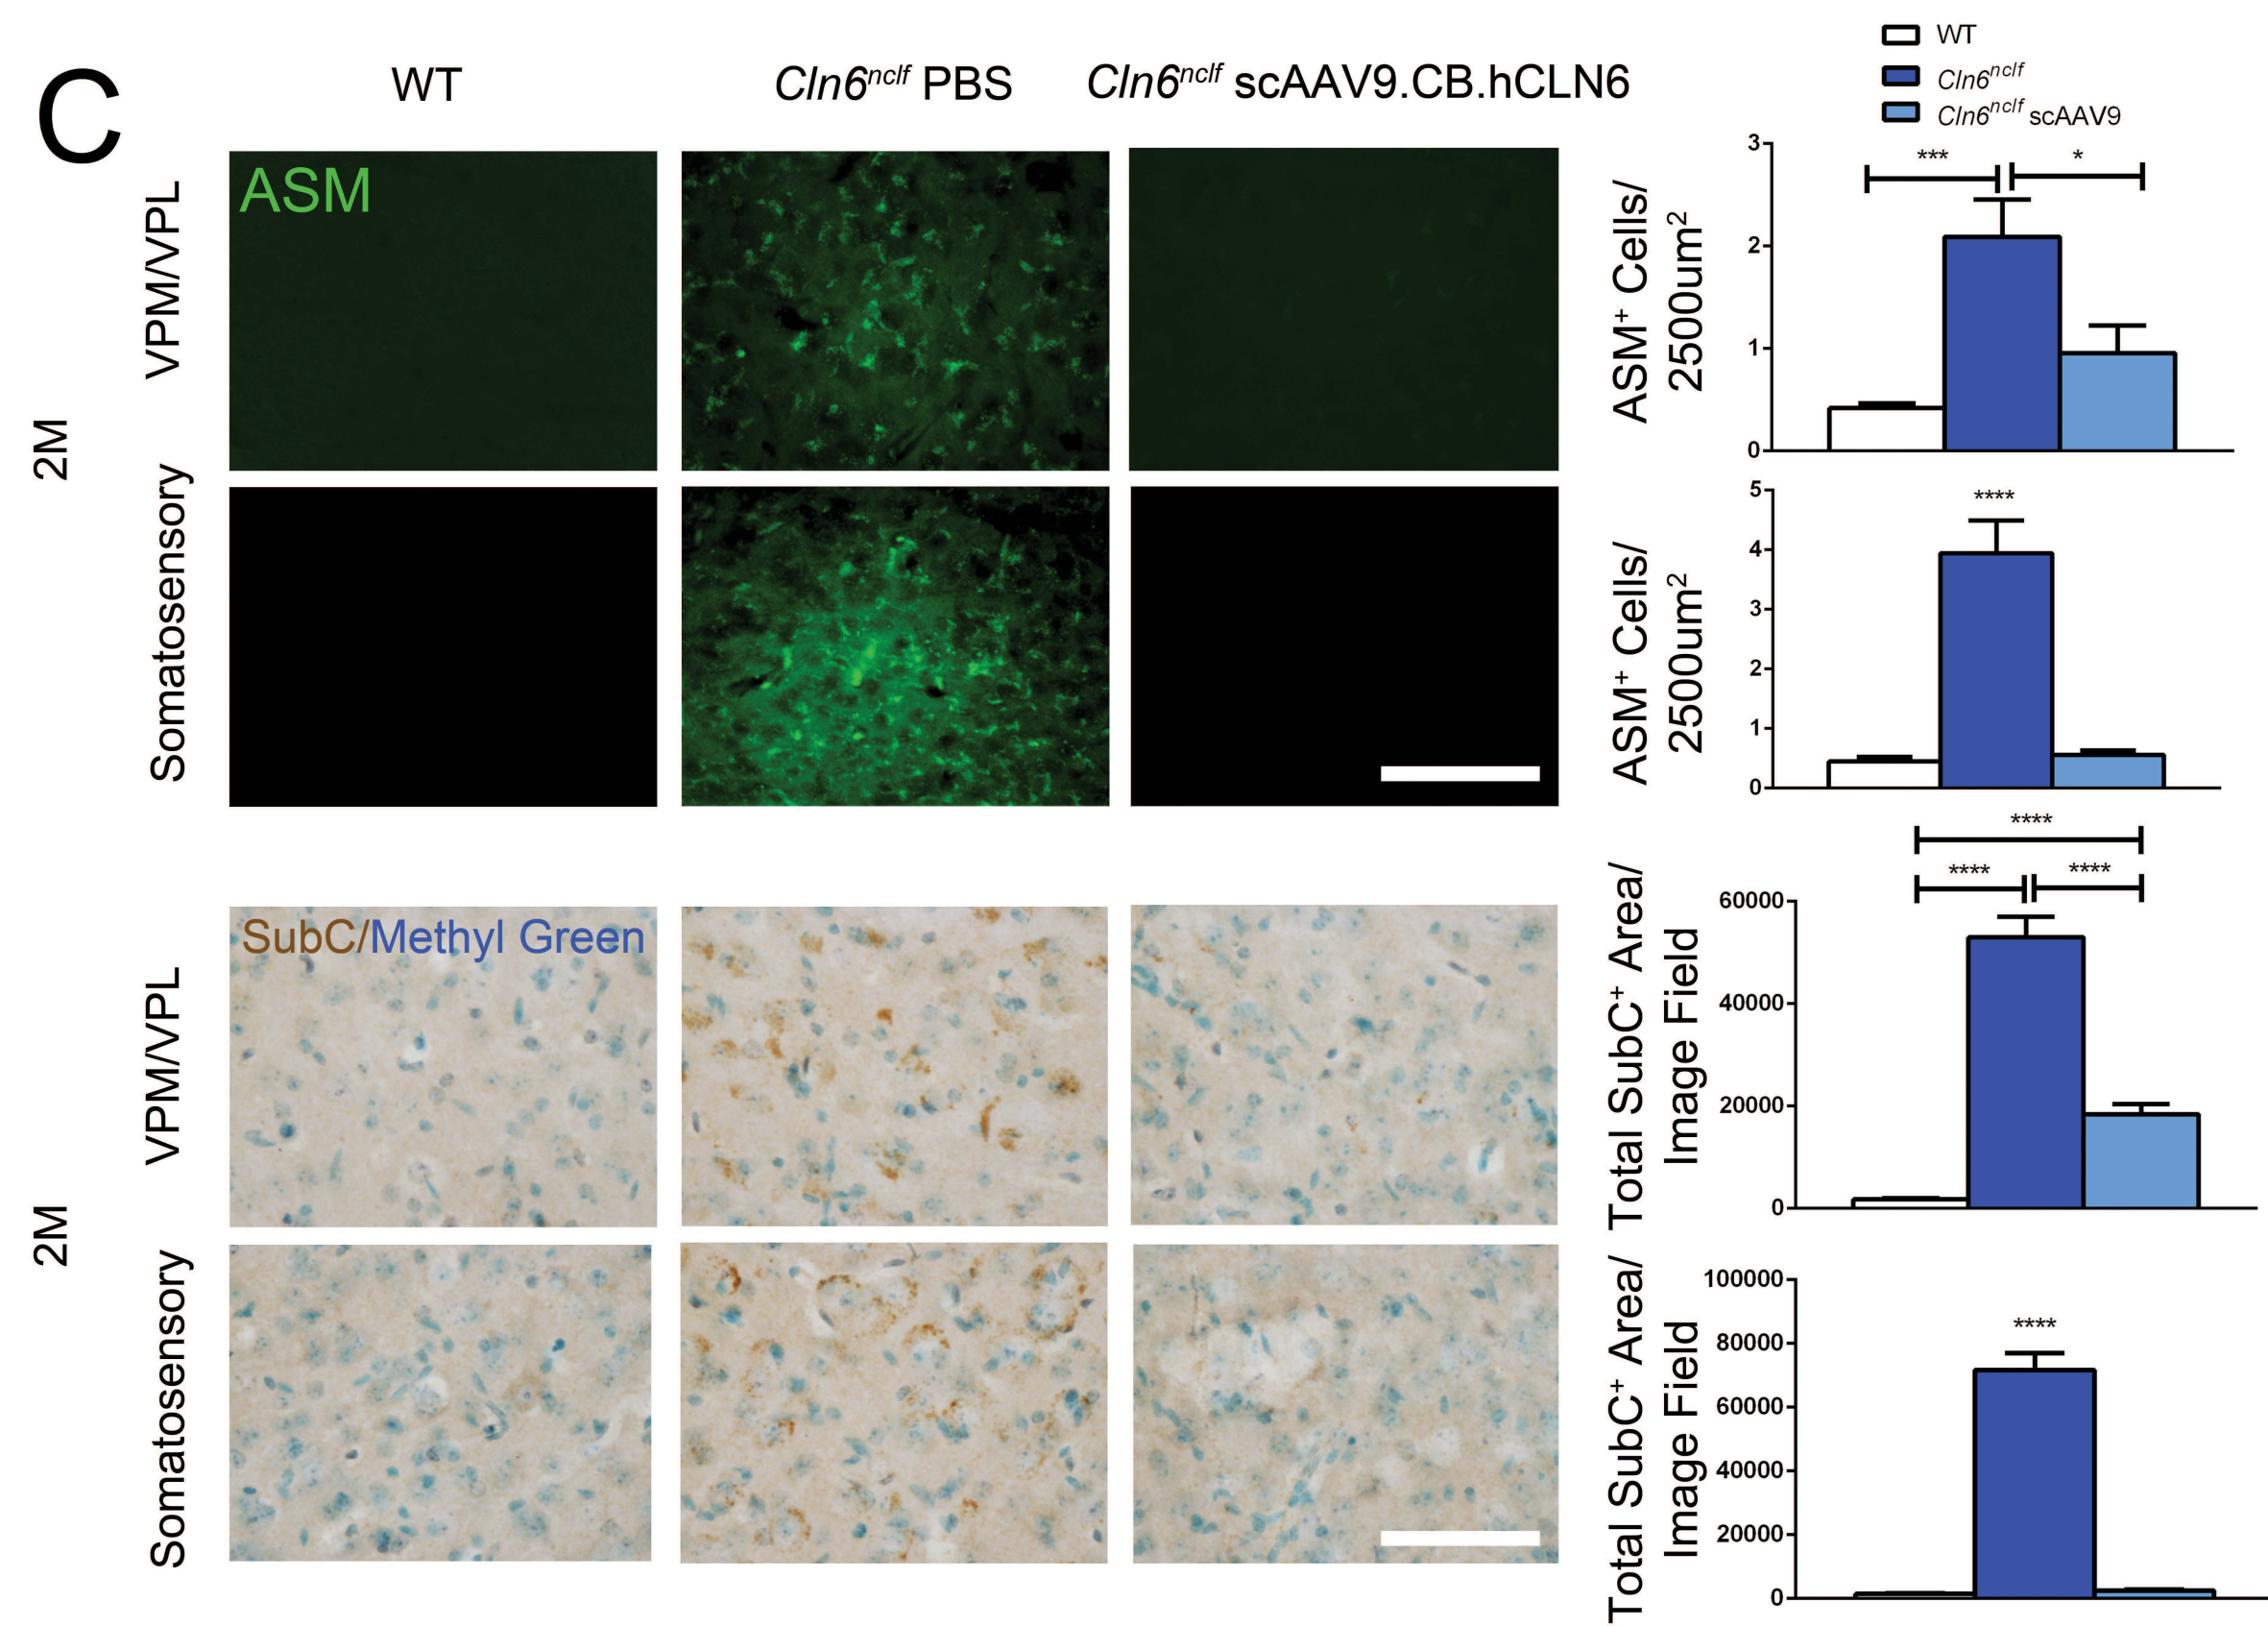 C
WT
Cln6nclf PBS
Cln6nclf scAAV9.CB.hCLN6
WT
Cln6nclf
Cln6nclf scAAV9
2M
VPM/VPL
ASM
ASM+ Cells/
2500um2
3
2
1
0
***
*
Somatosensory
ASM+ Cells/
2500um2
5
4
3
2
1
0
****
2M
VPM/VPL
SubC/Methyl Green
Total SubC+ Area/
Image Field
60000
40000
20000
0
****
****
****
Somatosensory
Total SubC+ Area/
Image Field
100000
80000
60000
40000
20000
0
****